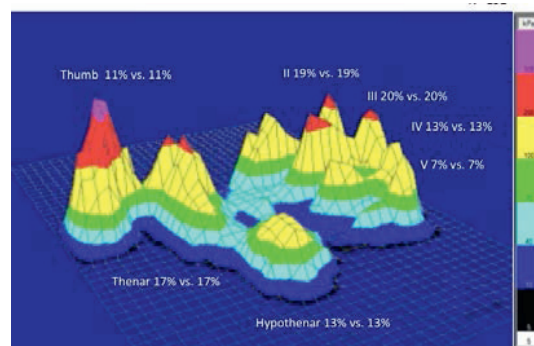 kPa
Thumb 11% vs. 11%
II 19% vs. 19%
III 20% vs. 20%
IV 13% vs. 13%
V 7% vs. 7%
Thenar 17% vs. 17%
Hypothenar 13% vs. 13%